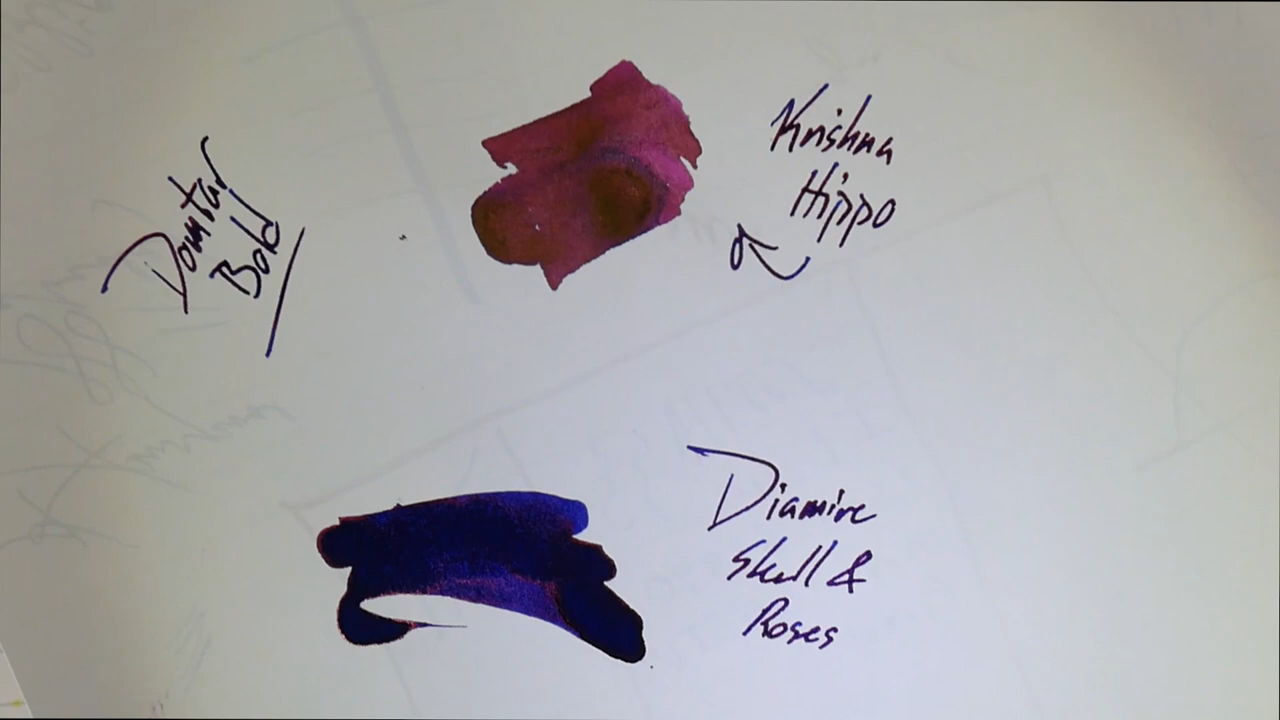 Domtar
Bold
Krishna
Hippo
Diamine
Skull &
Roses